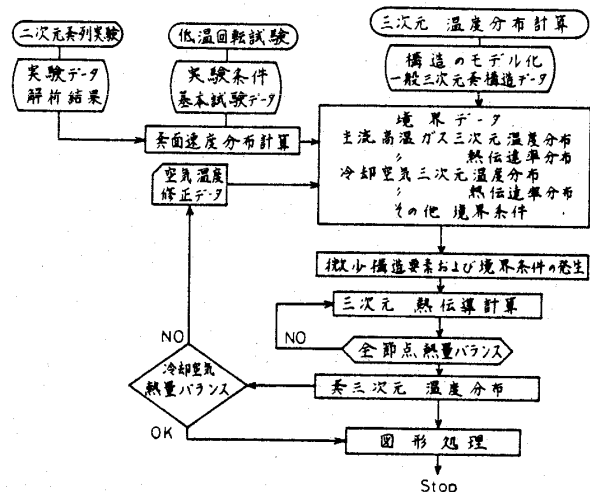 二次元翼列実験
実験データ
解析結果
低温回転試験
実験条件
基本試験データ
三次元 温度分布計算
構造のモデル化
一般三次元翼構造データ
翼面速度分布計算
境界データ
主流高温ガス三次元温度分布
〃 熱伝達率分布
冷却空気三次元温度分布
〃 熱伝達率分布
その他 境界条件
空気温度
修正データ
微少構造要素および境界条件の発生
三次元 熱伝導計算
NO
全節点熱量バランス
NO
冷却空気
熱量バランス
翼三次元 温度分布
OK
図形処理
Stop